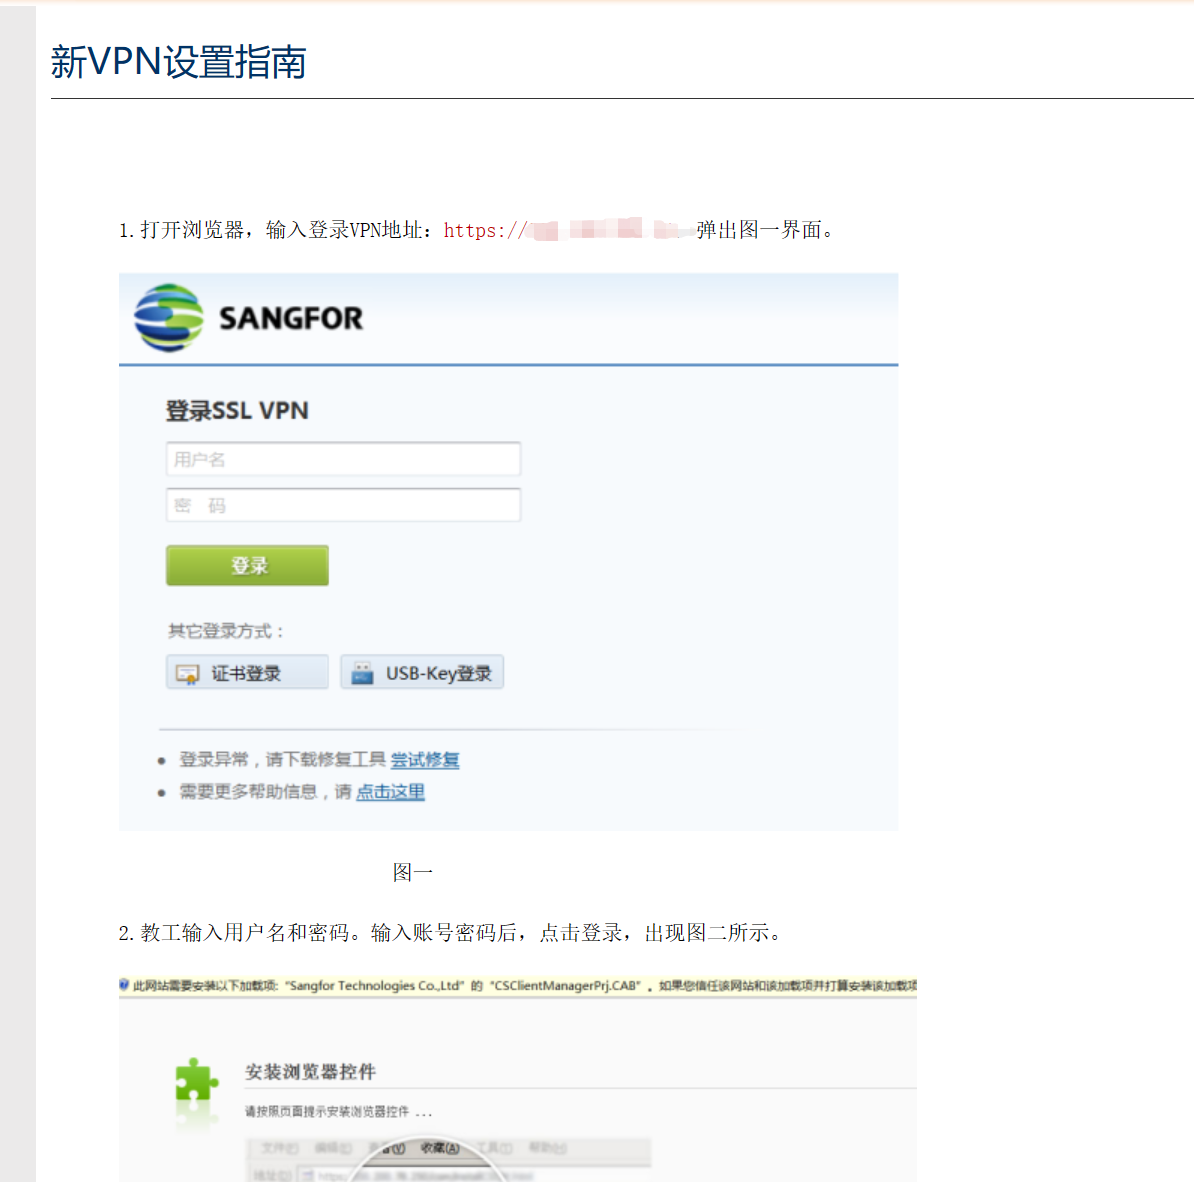 新VPN设置指南
1.打开浏览器，输入登录VPN地址：https://弹出图一界面。
SANGFOR
登录SSL VPN
用户名
密 码
登录
其它登录方式：
证书登录 USB-Key登录
登录异常，请下载修复工具 尝试修复
需要更多帮助信息，请 点击这里
图一
2.教工输入用户名和密码。输入账号密码后，点击登录，出现图二所示。
此网站需要安装以下加载项: “Sangfor Technologies Co.,Ltd” 的 “CSClientManagerPrj.CAB” 。如果您信任该网站和该加载项并打算安装该加载项
安装浏览器控件
请按照页面提示安装浏览器控件 ...
文件(F) 编辑(E) 查看(V) 收藏(A) 工具(T) 帮助(H)
地址(D)